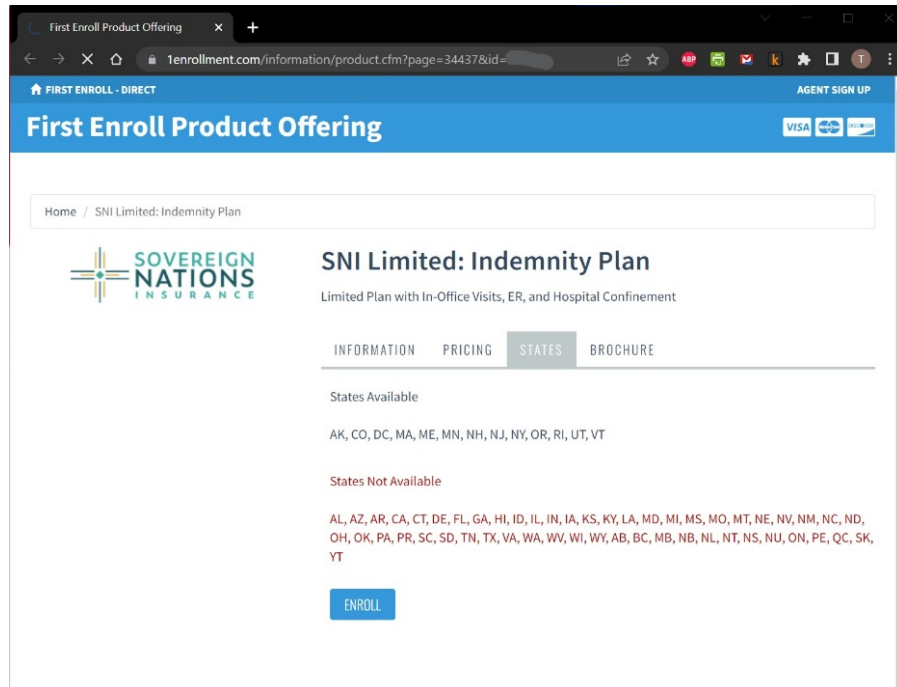 First Enroll Product Offering
1enrollment.com/information/product.cfm?page=34437&id=
ABP
k
T
FIRST ENROLL - DIRECT
AGENT SIGN UP
First Enroll Product Offering
VISA
DISCOVER
Home / SNI Limited: Indemnity Plan
SOVEREIGN
NATIONS
INSURANCE
SNI Limited: Indemnity Plan
Limited Plan with In-Office Visits, ER, and Hospital Confinement
INFORMATION PRICING STATES BROCHURE
States Available
AK, CO, DC, MA, ME, MN, NH, NJ, NY, OR, RI, UT, VT
States Not Available
AL, AZ, AR, CA, CT, DE, FL, GA, HI, ID, IL, IN, IA, KS, KY, LA, MD, MI, MS, MO, MT, NE, NV, NM, NC, ND,
OH, OK, PA, PR, SC, SD, TN, TX, VA, WA, WV, WI, WY, AB, BC, MB, NB, NL, NT, NS, NU, ON, PE, QC, SK,
YT
ENROLL